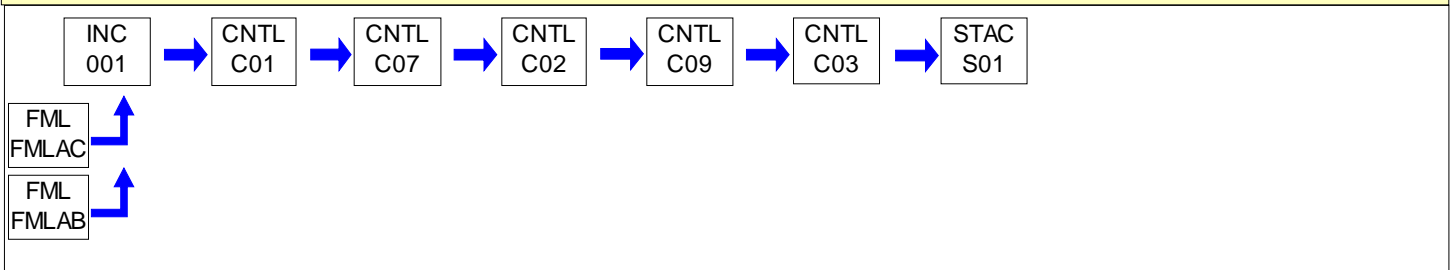 INC
001
CNTL
C01
CNTL
C07
CNTL
C02
CNTL
C09
CNTL
C03
STAC
S01
FML
FMLAC
FML
FMLAB